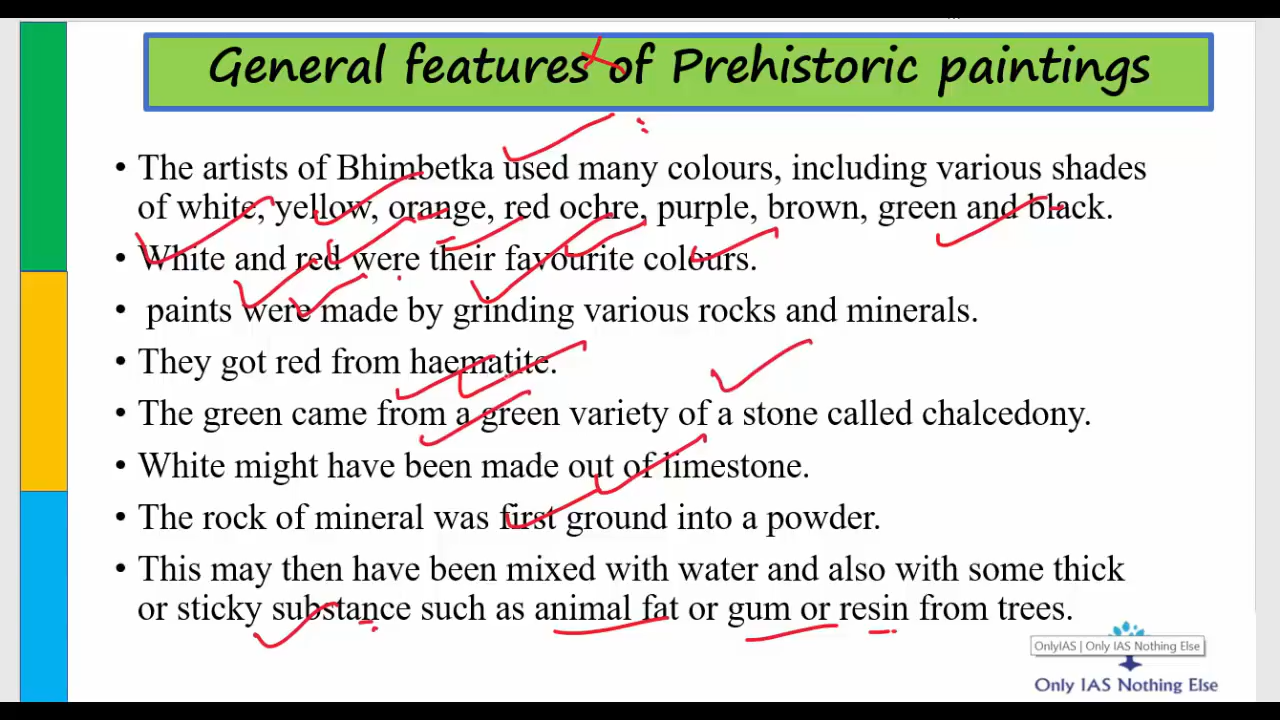 General features of Prehistoric paintings
• The artists of Bhimbetka used many colours, including various shades
of white, yellow, orange, red ochre, purple, brown, green and black.
• White and red were their favourite colours.
• paints were made by grinding various rocks and minerals.
• They got red from haematite.
• The green came from a green variety of a stone called chalcedony.
• White might have been made out of limestone.
• The rock of mineral was first ground into a powder.
• This may then have been mixed with water and also with some thick
or sticky substance such as animal fat or gum or resin from trees.
OnlyIAS | Only IAS Nothing Else
Only IAS Nothing Else